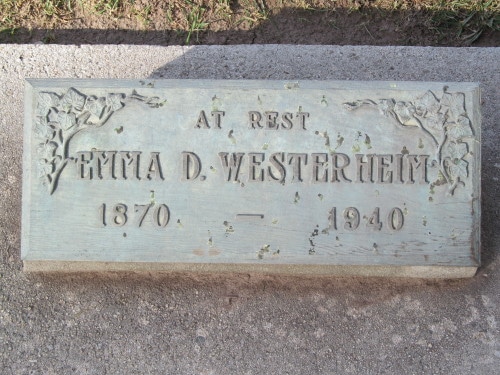 AT REST
EMMA D. WESTERHEIM
1870 — 1940